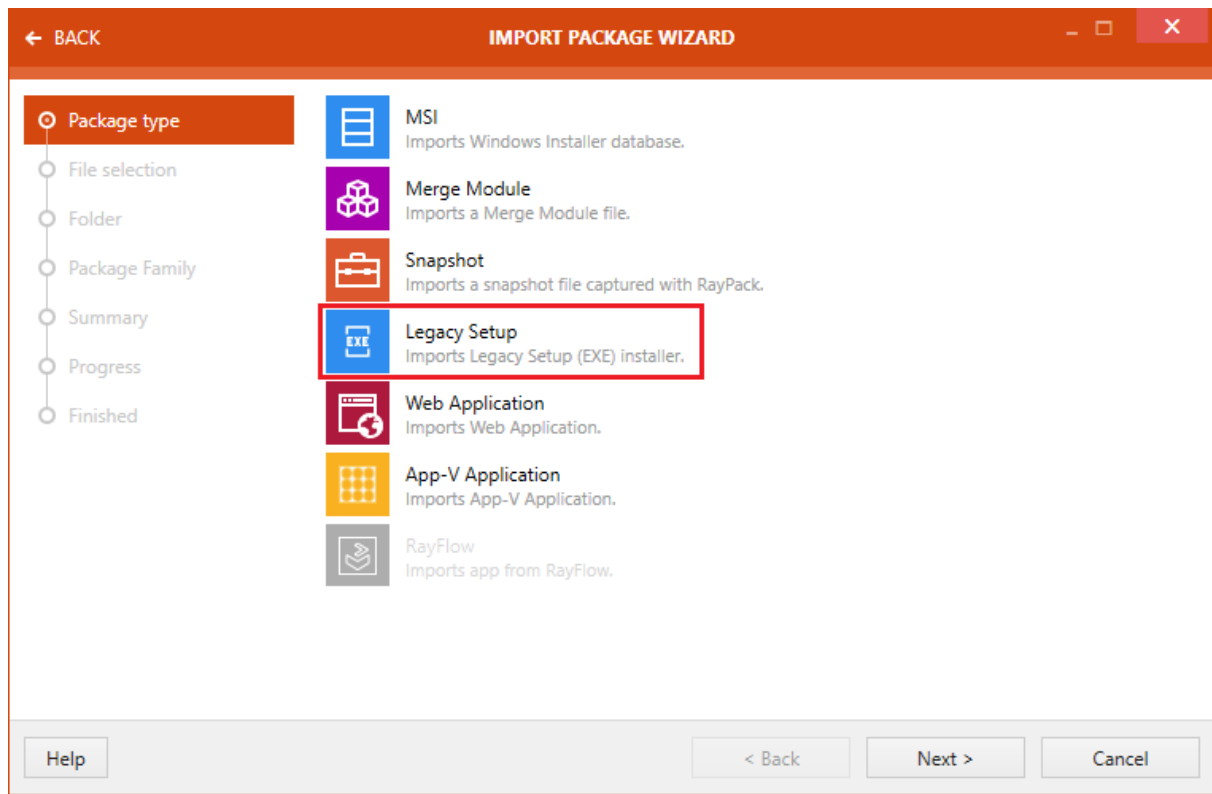 ← BACK
IMPORT PACKAGE WIZARD
Package type
File selection
Folder
Package Family
Summary
Progress
Finished
MSI
Imports Windows Installer database.
Merge Module
Imports a Merge Module file.
Snapshot
Imports a snapshot file captured with RayPack.
EXE
Legacy Setup
Imports Legacy Setup (EXE) installer.
Web Application
Imports Web Application.
App-V Application
Imports App-V Application.
RayFlow
Imports app from RayFlow.
Help
< Back
Next >
Cancel